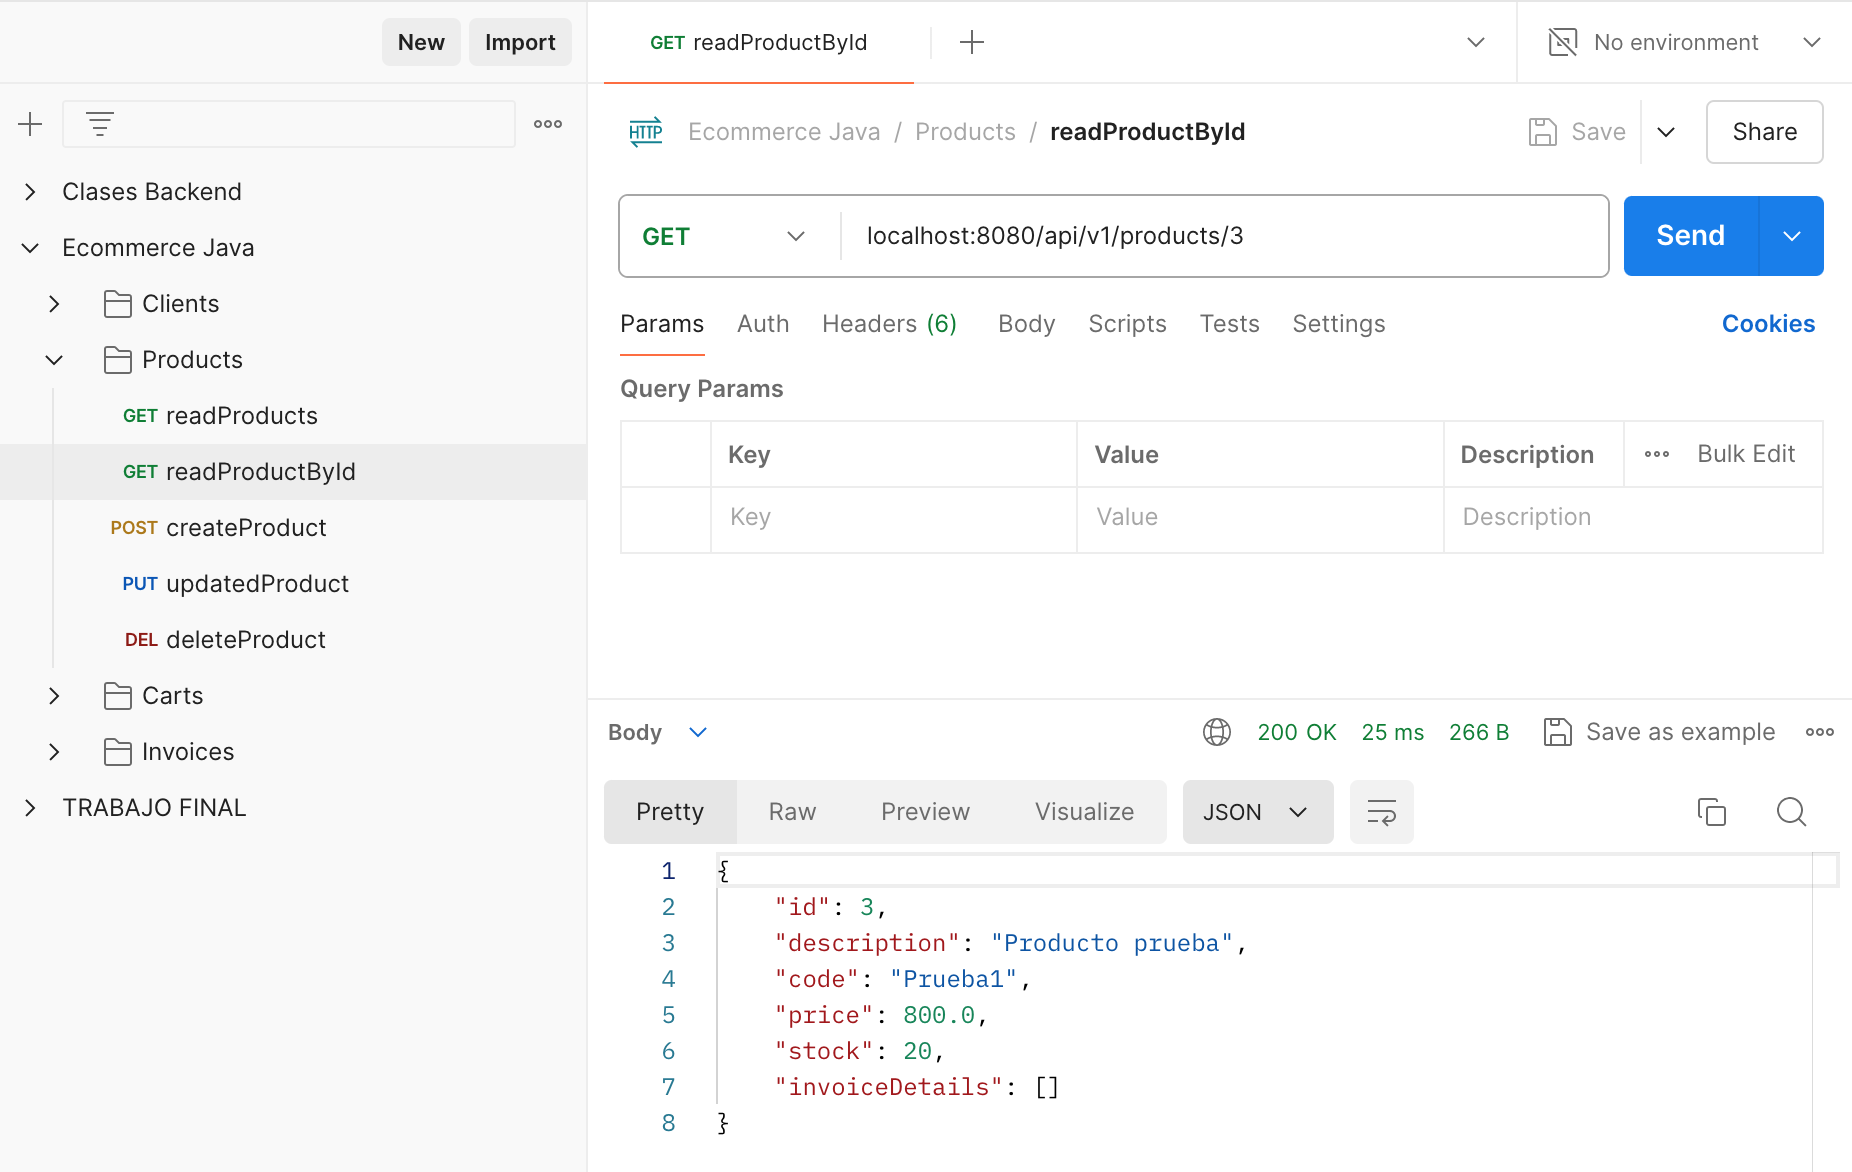 New Import
GET readProductById
No environment
Clases Backend
Ecommerce Java
Clients
Products
GET readProducts
GET readProductById
POST createProduct
PUT updatedProduct
DEL deleteProduct
Carts
Invoices
TRABAJO FINAL
HTTP Ecommerce Java / Products / readProductById
Save
Share
GET localhost:8080/api/v1/products/3
Send
Params Auth Headers (6) Body Scripts Tests Settings Cookies
Query Params
Key Value Description Bulk Edit
Key Value Description
Body 200 OK 25 ms 266 B Save as example
Pretty Raw Preview Visualize JSON
1 {
2 "id": 3,
3 "description": "Producto prueba",
4 "code": "Prueba1",
5 "price": 800.0,
6 "stock": 20,
7 "invoiceDetails": []
8 }